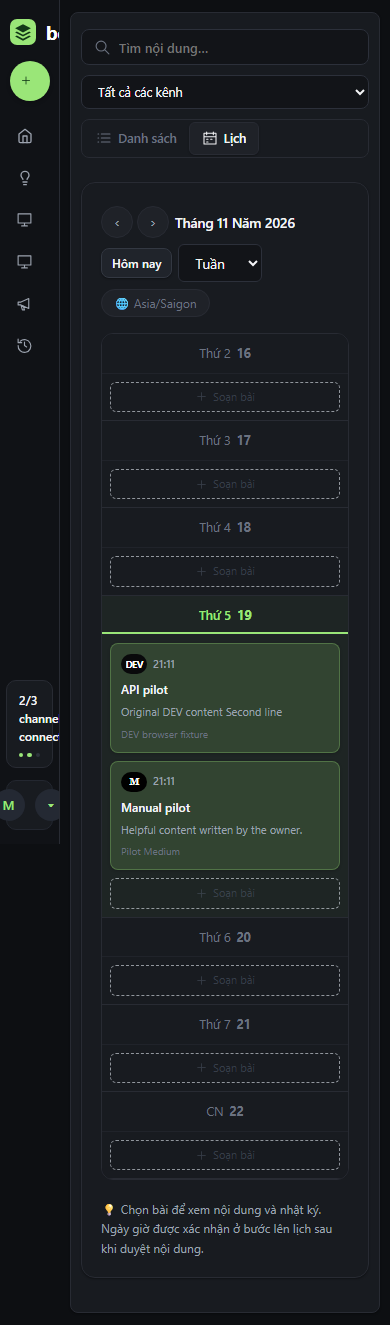 be
+
2/3
channe
connec
M
Tìm nội dung...
Tất cả các kênh
Danh sách
Lịch
‹ › Tháng 11 Năm 2026
Hôm nay
Tuần
Asia/Saigon
Thứ 2 16
+ Soạn bài
Thứ 3 17
+ Soạn bài
Thứ 4 18
+ Soạn bài
Thứ 5 19
DEV 21:11
API pilot
Original DEV content Second line
DEV browser fixture
M 21:11
Manual pilot
Helpful content written by the owner.
Pilot Medium
+ Soạn bài
Thứ 6 20
+ Soạn bài
Thứ 7 21
+ Soạn bài
CN 22
+ Soạn bài
Chọn bài để xem nội dung và nhật ký.
Ngày giờ được xác nhận ở bước lên lịch sau
khi duyệt nội dung.